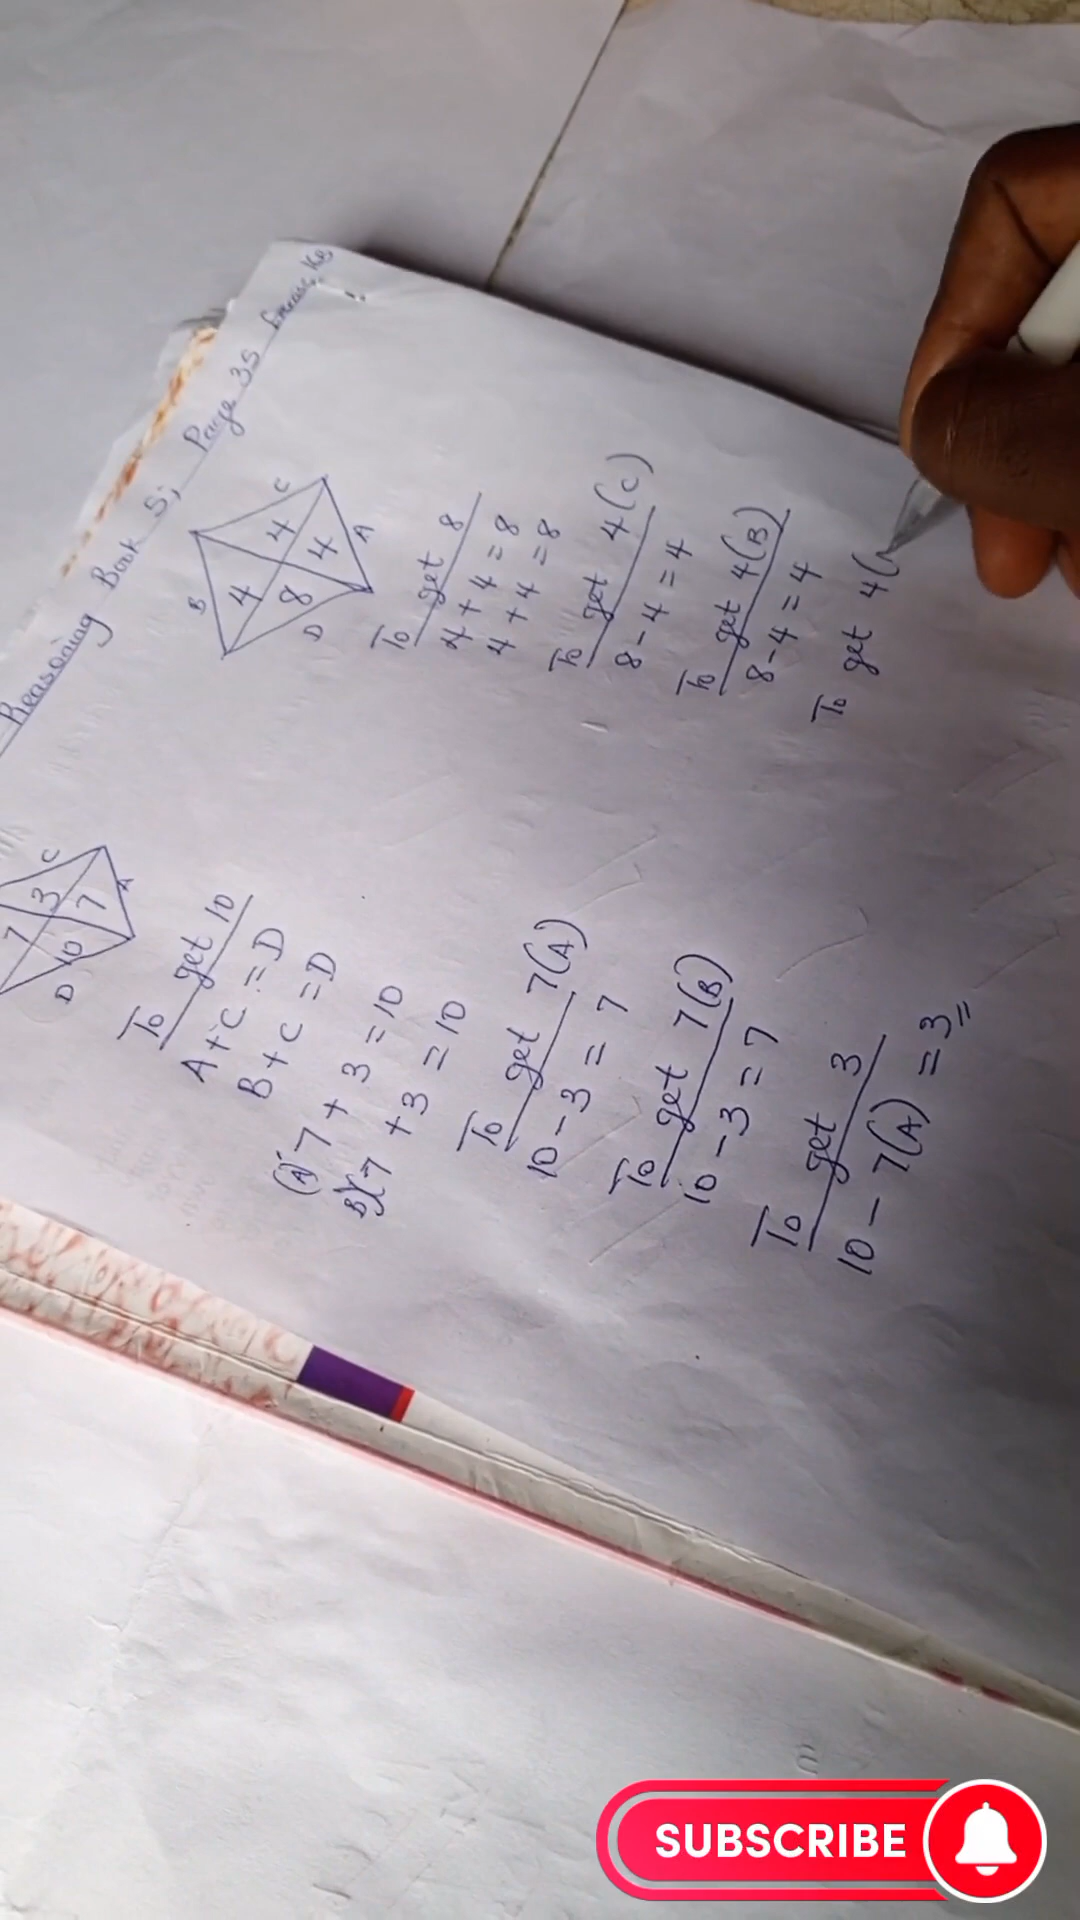 Reasoning Book 5; Page 35
7
3
C
10
7
D
A
To get 10
A+C = D
B+C = D
(A) 7 + 3 = 10
(B) 7 + 3 = 10
To get 7(A)
10 - 3 = 7
To get 7(B)
10 - 3 = 7
To get 3
10 - 7(A) = 3
B
C
4
4
8
4
D
A
To get 8
4 + 4 = 8
4 + 4 = 8
To get 4(C)
8 - 4 = 4
To get 4(B)
8 - 4 = 4
To get 4(
SUBSCRIBE